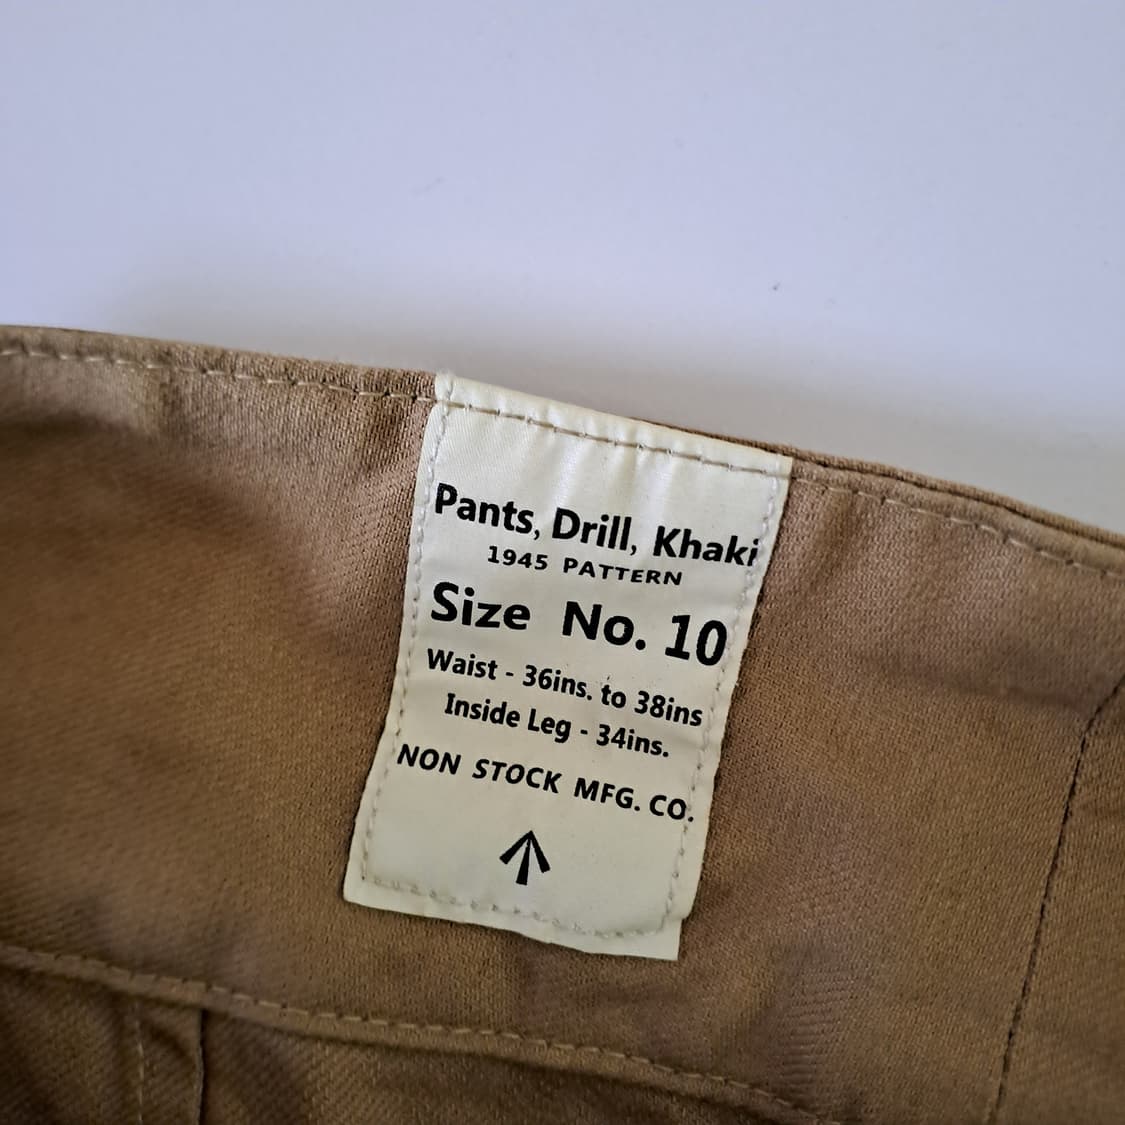 Pants, Drill, Khaki
1945 PATTERN
Size No. 10
Waist - 36ins. to 38ins
Inside Leg - 34ins.
NON STOCK MFG. CO.